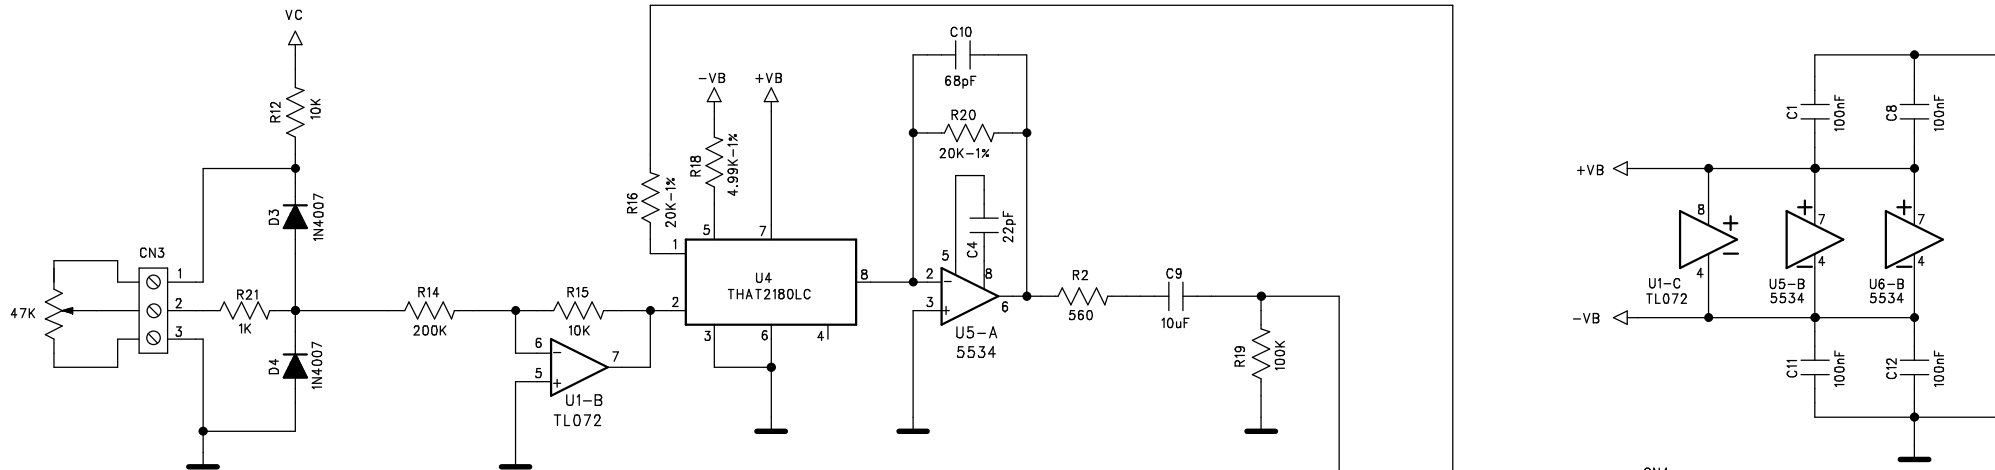 VC
R12
10K
D3
1N4007
CN3
1
2
3
47K
R21
1K
D4
1N4007
R14
200K
R15
10K
6
5
7
−
+
U1-B
TL072
R16
20K-1%
-VB
+VB
R18
4.99K-1%
5
7
1
2
U4
THAT2180LC
8
3
6
4
C10
68pF
R20
20K-1%
C4
22pF
5
8
2
3
6
−
+
U5-A
5534
R2
560
C9
10uF
R19
100K
C1
100nF
C8
100nF
+VB
8
+
−
4
U1-C
TL072
+
7
−
4
U5-B
5534
+
7
−
4
U6-B
5534
-VB
C11
100nF
C12
100nF